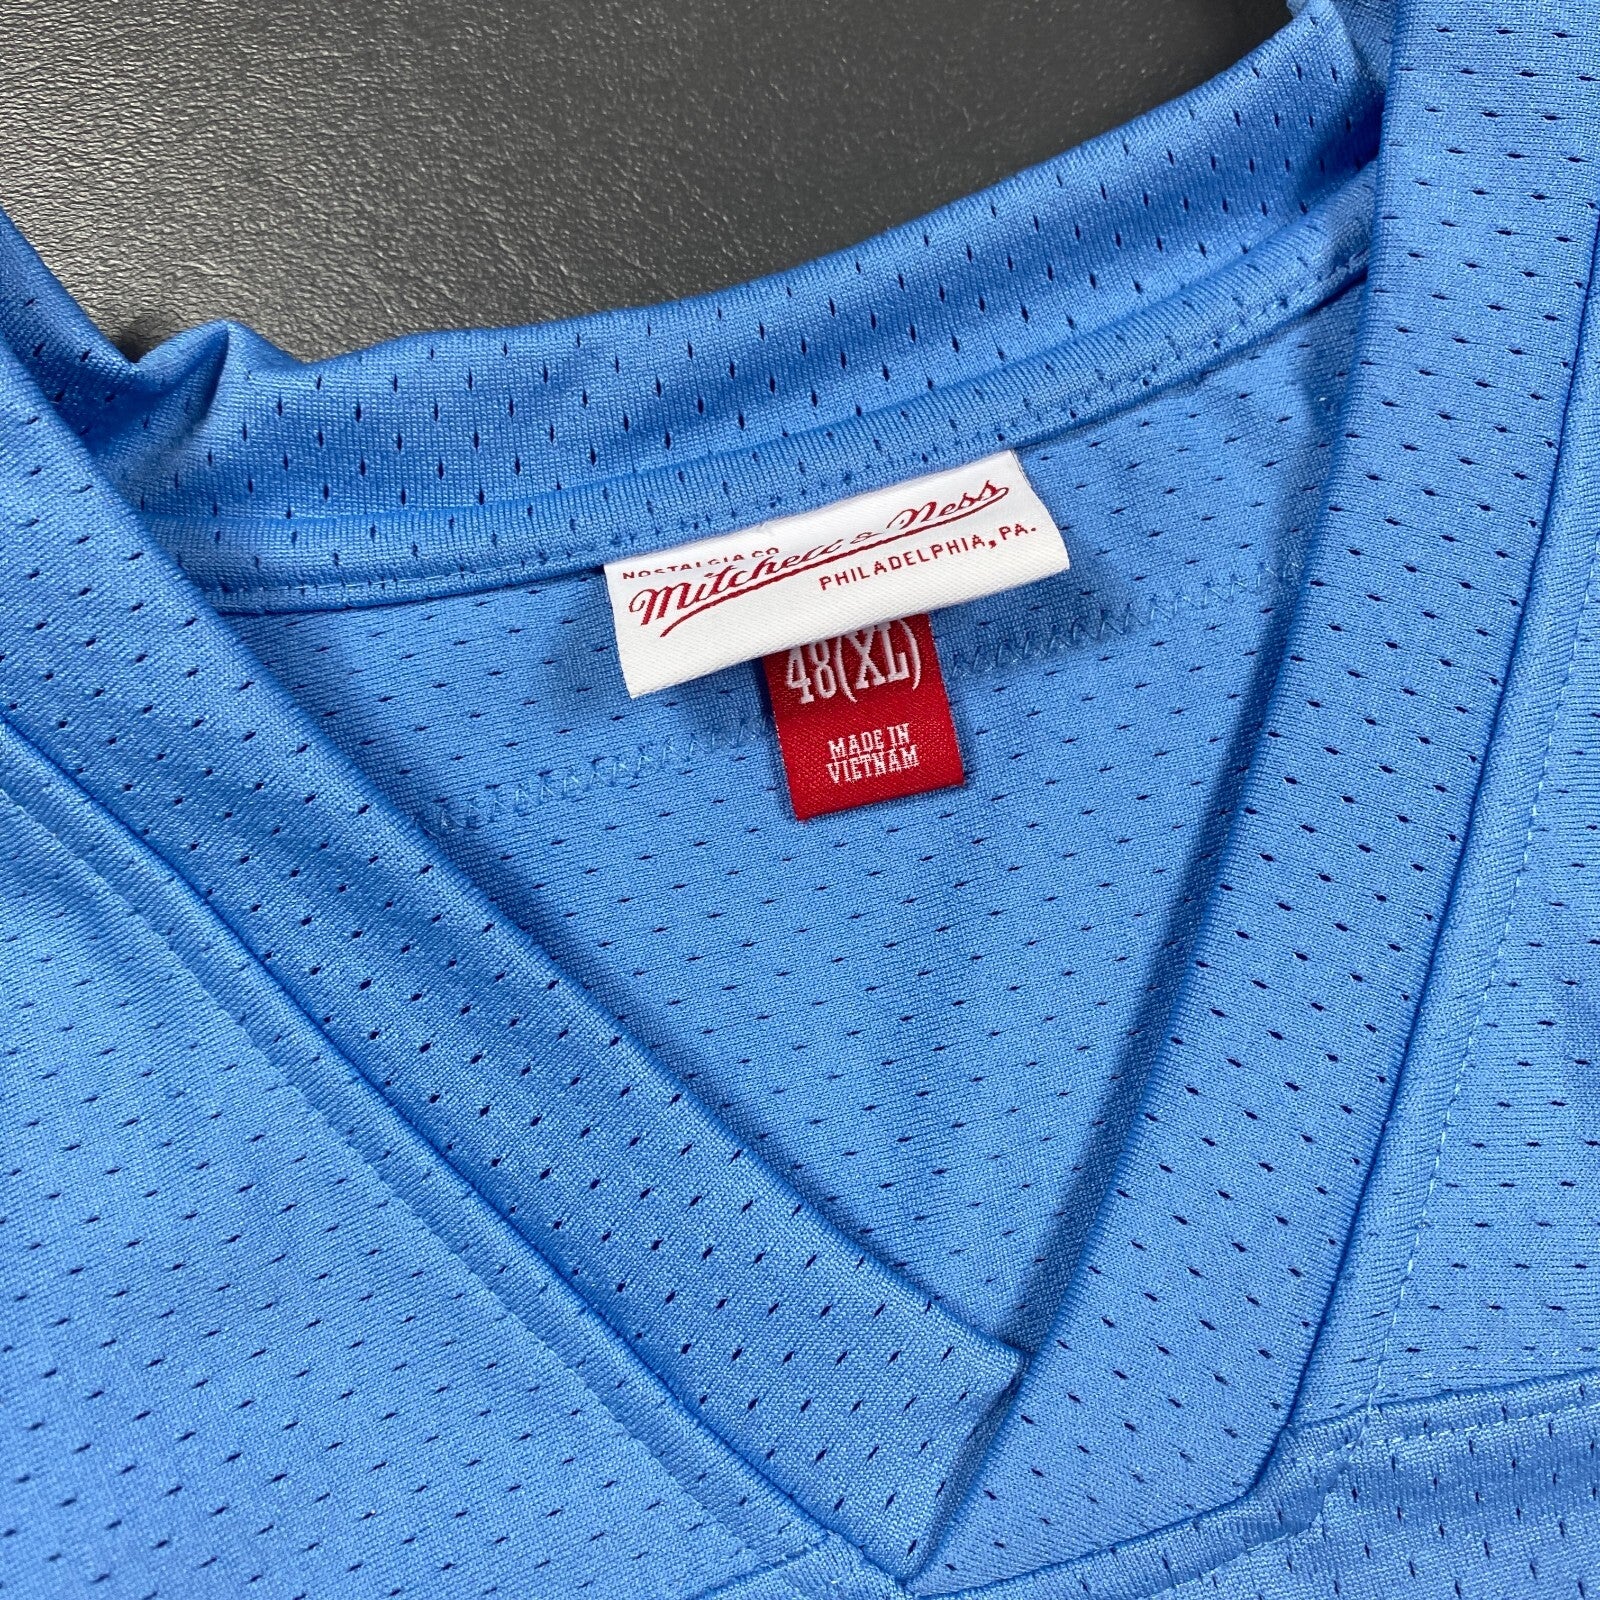 NOSTALGIA CO
Mitchell & Ness
PHILADELPHIA, PA.
48(XL)
MADE IN
VIETNAM